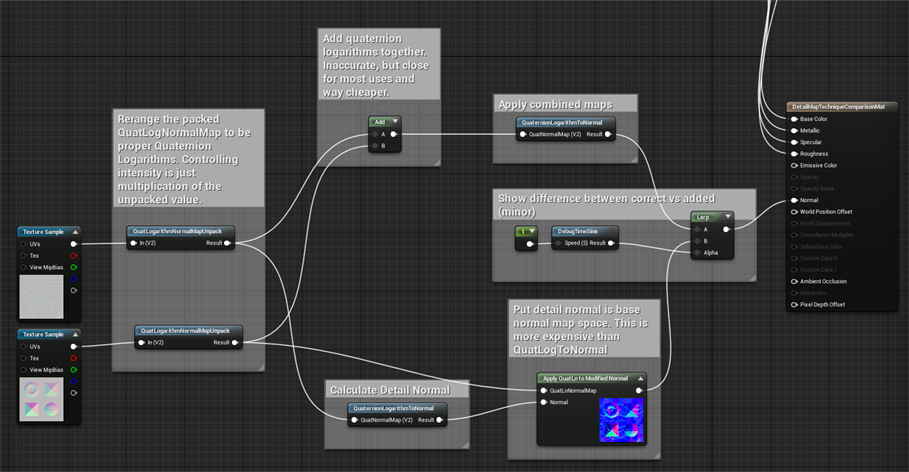 Add quaternion
logarithms together.
Inaccurate, but close
for most uses and
way cheaper.
Rerange the packed
QuatLogNormalMap to be
proper Quaternion
Logarithms. Controlling
intensity is just
multiplication of the
unpacked value.
Apply combined maps
Show difference between correct vs added
(minor)
Put detail normal is base
normal map space. This is
more expensive than
QuatLogToNormal
Calculate Detail Normal
Texture Sample
UVs
Tex
View MipBias
Texture Sample
UVs
Tex
View MipBias
QuatLogarithmNormalMapUnpack
In (V2) Result
QuatLogarithmNormalMapUnpack
In (V2) Result
Add
A
B
QuaternionLogarithmToNormal
QuatNormalMap (V2) Result
1
DebugTimeSine
Speed (S) Result
Lerp
A
B
Alpha
QuaternionLogarithmToNormal
QuatNormalMap (V2) Result
Apply QuatLn to Modified Normal
QuatLnNormalMap
Normal
DetailMapTechniqueComparisonMat
Base Color
Metallic
Specular
Roughness
Emissive Color
Opacity
Opacity Mask
Normal
World Position Offset
World Displacement
Tessellation Multiplier
Subsurface Color
Custom Data 0
Custom Data 1
Ambient Occlusion
Refraction
Pixel Depth Offset